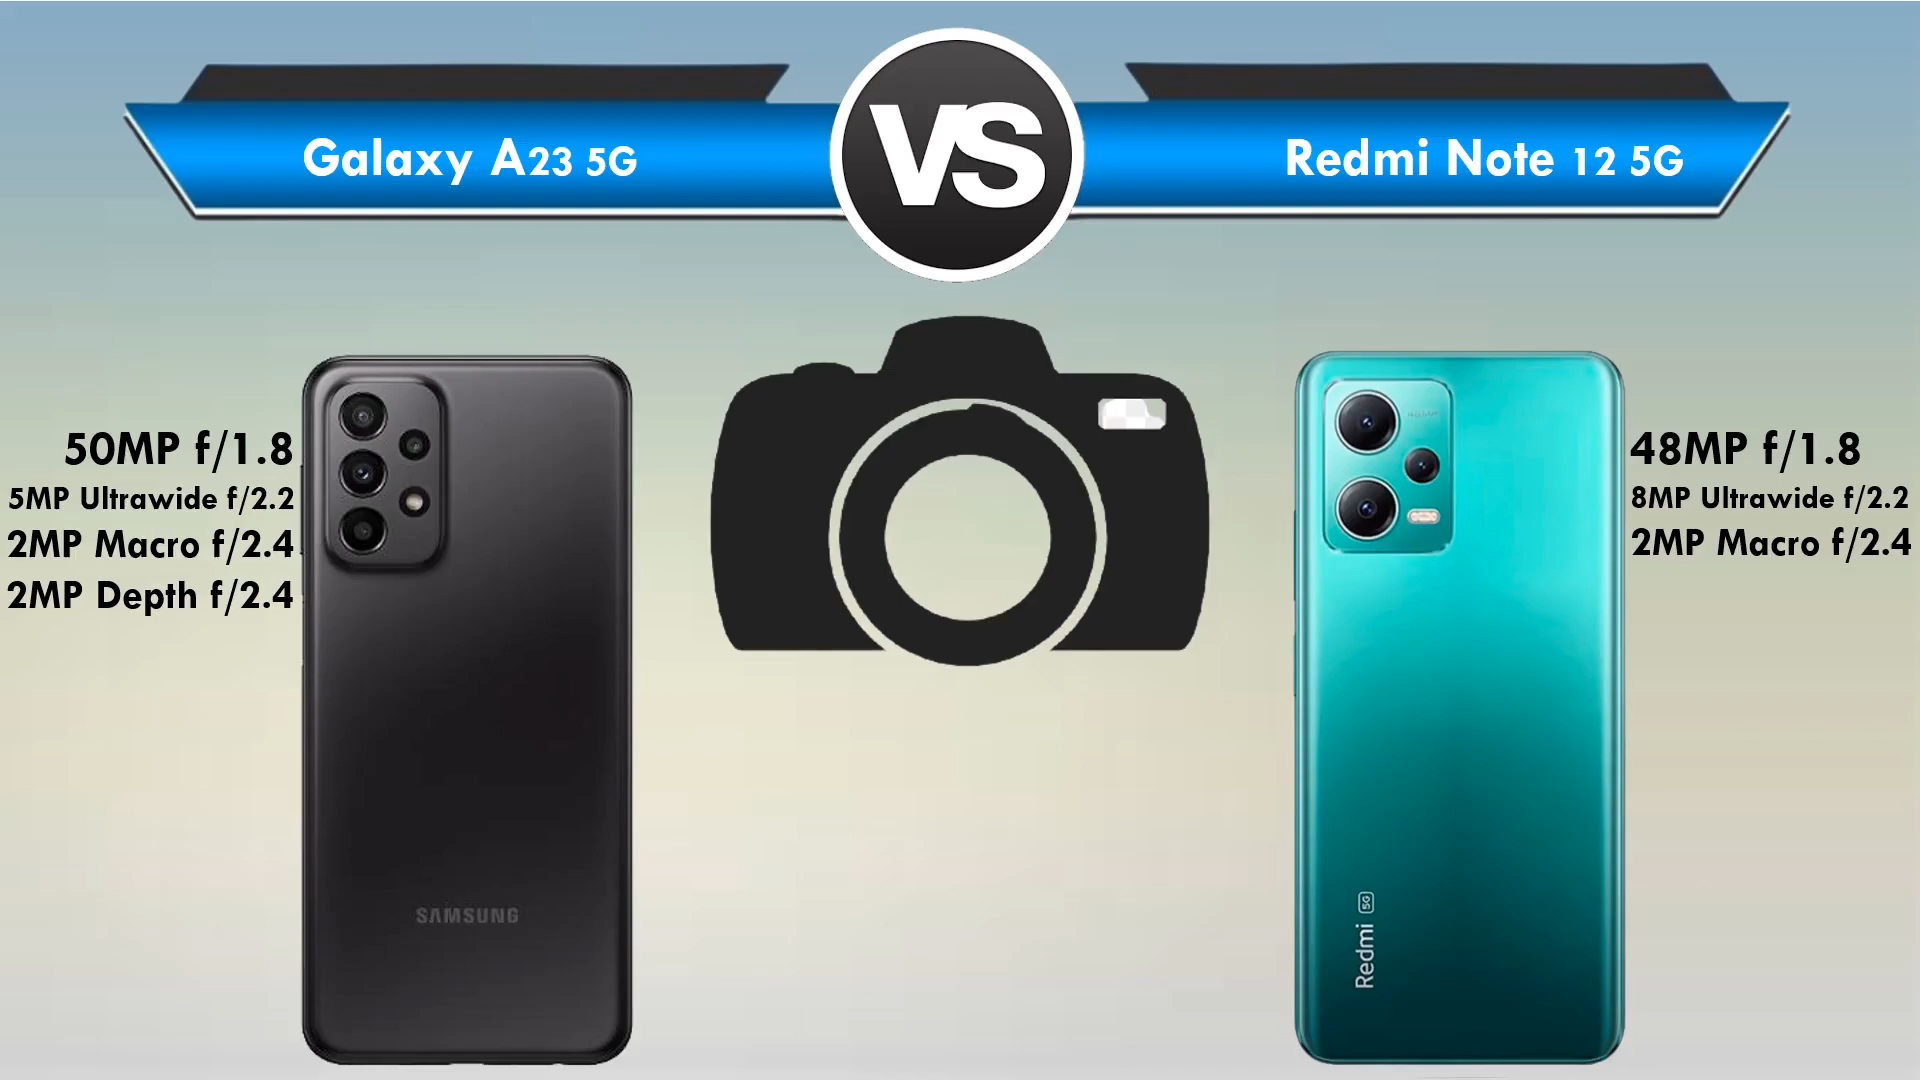 Galaxy A23 5G
VS
Redmi Note 12 5G
50MP f/1.8
5MP Ultrawide f/2.2
2MP Macro f/2.4
2MP Depth f/2.4
48MP f/1.8
8MP Ultrawide f/2.2
2MP Macro f/2.4
SAMSUNG
Redmi 5G